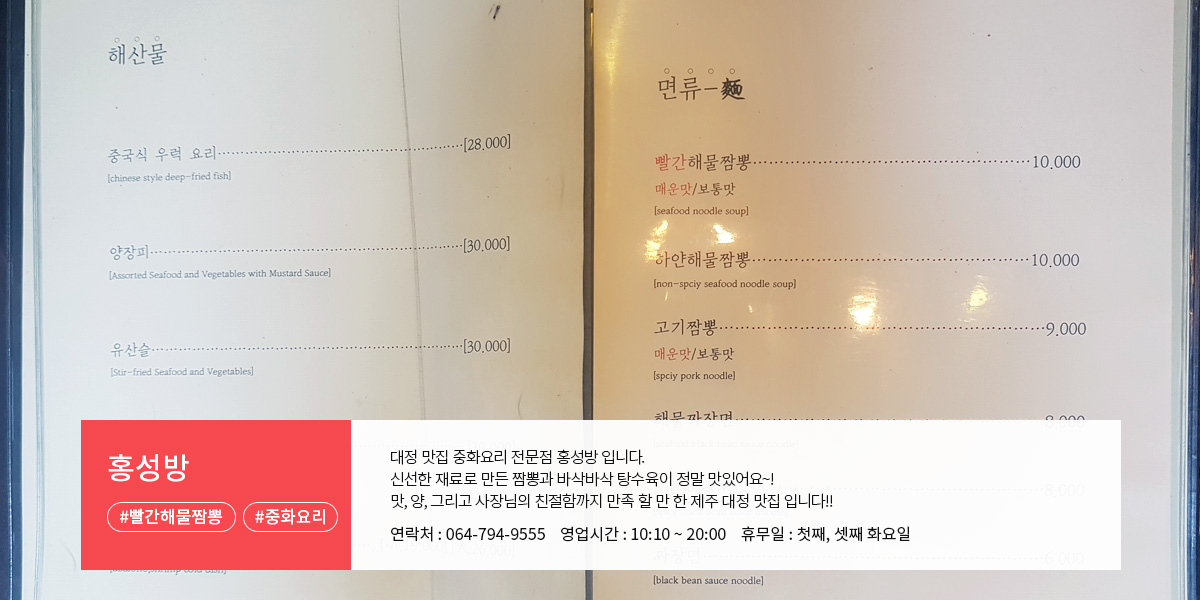 해산물
중국식 우럭 요리 [28,000]
[chinese style deep-fried fish]
양장피 [30,000]
[Assorted Seafood and Vegetables with Mustard Sauce]
유산슬 [30,000]
[Stir-fried Seafood and Vegetables]
면류-麵
빨간해물짬뽕 10,000
매운맛/보통맛
[seafood noodle soup]
하얀해물짬뽕 10,000
[non-spciy seafood noodle soup]
고기짬뽕 9,000
매운맛/보통맛
[spciy pork noodle]
해물짜장면 8,000
짜장면 6,000
[black bean sauce noodle]
홍성방
#빨간해물짬뽕 #중화요리
대정 맛집 중화요리 전문점 홍성방 입니다.
신선한 재료로 만든 짬뽕과 바삭바삭 탕수육이 정말 맛있어요~!
맛, 양, 그리고 사장님의 친절함까지 만족 할 만 한 제주 대정 맛집 입니다!!
연락처 : 064-794-9555 영업시간 : 10:10 ~ 20:00 휴무일 : 첫째, 셋째 화요일